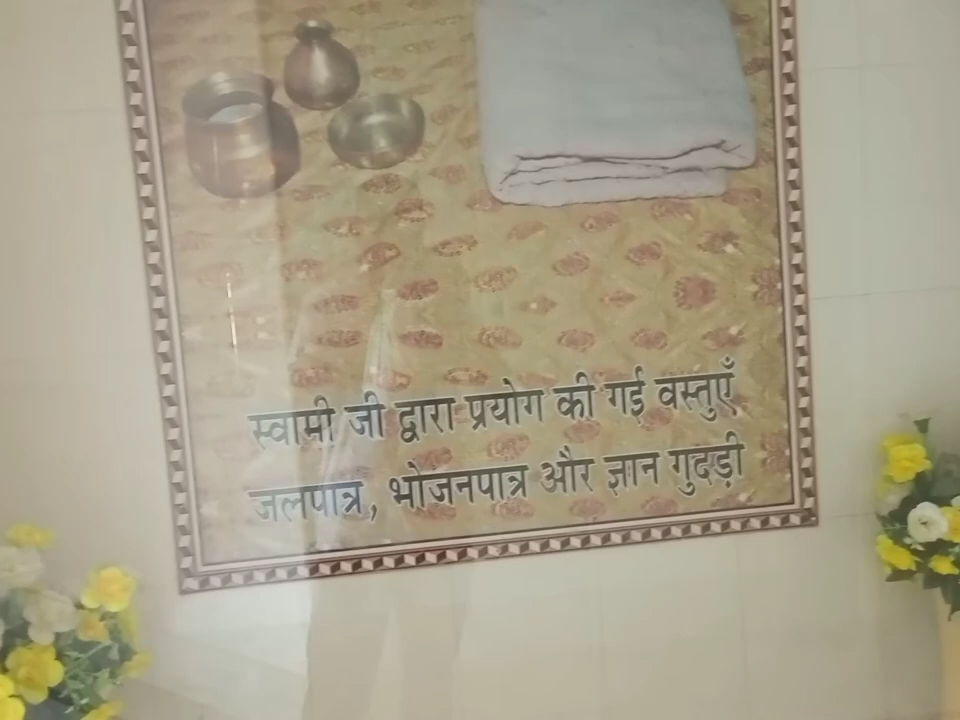 स्वामी जी द्वारा प्रयोग की गई वस्तुएँ
जलपात्र, भोजनपात्र और ज्ञान गुदड़ी